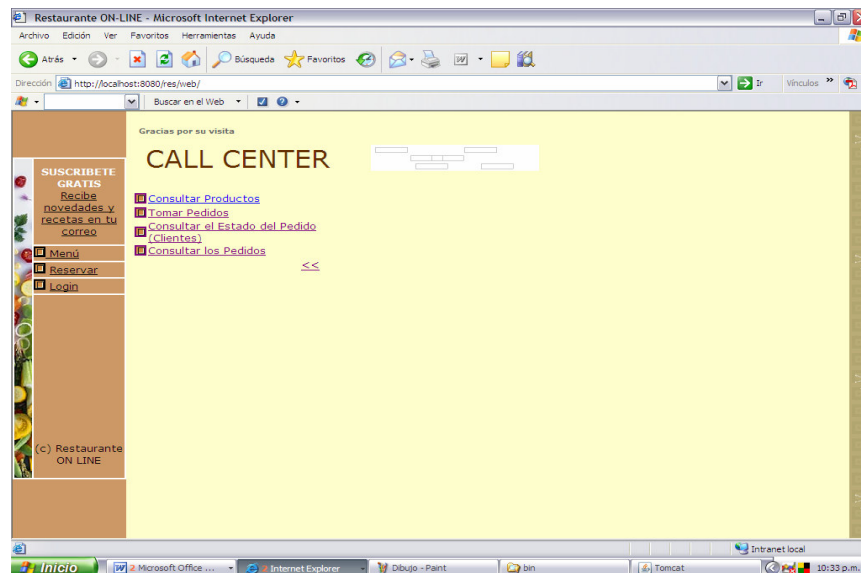 Restaurante ON-LINE - Microsoft Internet Explorer
Archivo Edición Ver Favoritos Herramientas Ayuda
Atrás Búsqueda Favoritos
Dirección http://localhost:8080/res/web/ Ir Vínculos »
Buscar en el Web
Gracias por su visita
CALL CENTER
SUSCRIBETE
GRATIS
Recibe
novedades y
recetas en tu
correo
Menú
Reservar
Login
Consultar Productos
Tomar Pedidos
Consultar el Estado del Pedido
(Clientes)
Consultar los Pedidos
<<
(c) Restaurante
ON LINE
Intranet local
Inicio 2 Microsoft Office ... 2 Internet Explorer Dibujo - Paint bin Tomcat 10:33 p.m.